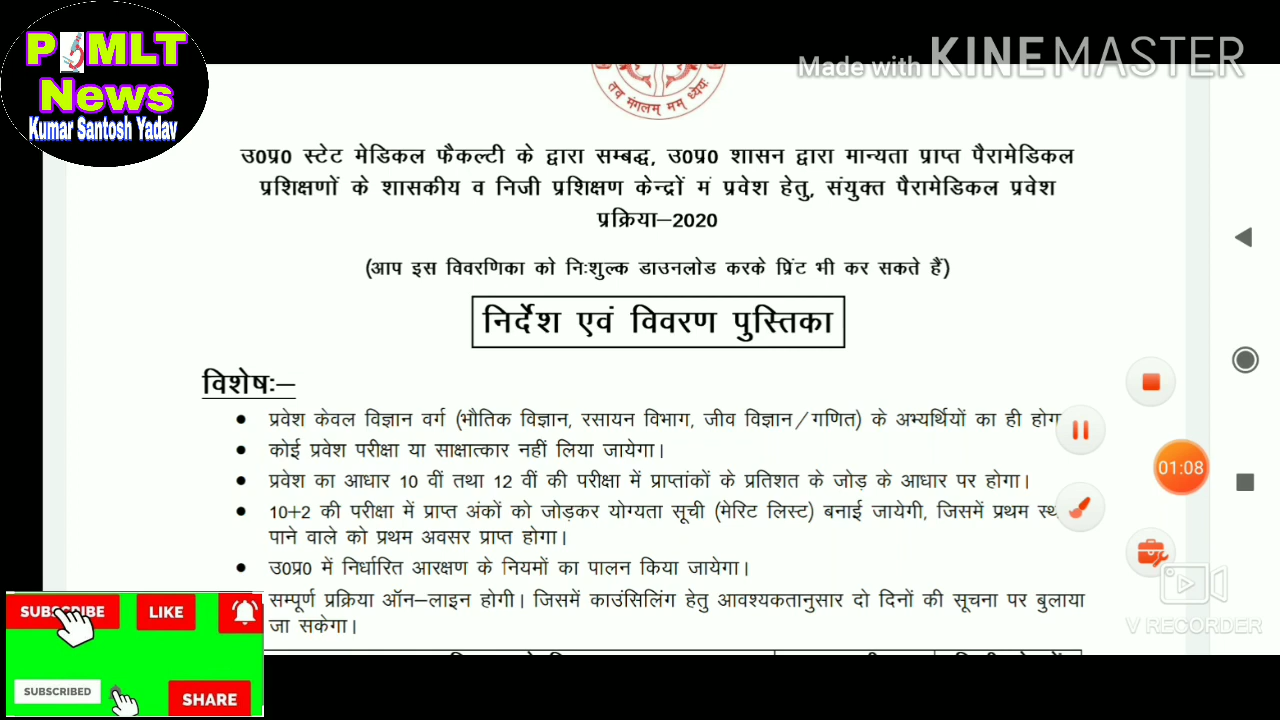 P MLT
News
Kumar Santosh Yadav
Made with KINEMASTER
तव मंगलम् मम् ध्येयः
उ0प्र0 स्टेट मेडिकल फैकल्टी के द्वारा सम्बद्ध, उ0प्र0 शासन द्वारा मान्यता प्राप्त पैरामेडिकल
प्रशिक्षणों के शासकीय व निजी प्रशिक्षण केन्द्रों मं प्रवेश हेतु, संयुक्त पैरामेडिकल प्रवेश
प्रक्रिया–2020
(आप इस विवरणिका को निःशुल्क डाउनलोड करके प्रिंट भी कर सकते हैं)
निर्देश एवं विवरण पुस्तिका
विशेषः–
• प्रवेश केवल विज्ञान वर्ग (भौतिक विज्ञान, रसायन विभाग, जीव विज्ञान/गणित) के अभ्यर्थियों का ही होग
• कोई प्रवेश परीक्षा या साक्षात्कार नहीं लिया जायेगा।
• प्रवेश का आधार 10 वीं तथा 12 वीं की परीक्षा में प्राप्तांकों के प्रतिशत के जोड़ के आधार पर होगा।
• 10+2 की परीक्षा में प्राप्त अंकों को जोड़कर योग्यता सूची (मेरिट लिस्ट) बनाई जायेगी, जिसमें प्रथम स्थ
पाने वाले को प्रथम अवसर प्राप्त होगा।
• उ0प्र0 में निर्धारित आरक्षण के नियमों का पालन किया जायेगा।
सम्पूर्ण प्रक्रिया ऑन–लाइन होगी। जिसमें काउंसिलिंग हेतु आवश्यकतानुसार दो दिनों की सूचना पर बुलाया
जा सकेगा।
01:08
V RECORDER
SUBSCRIBE
LIKE
SUBSCRIBED
SHARE